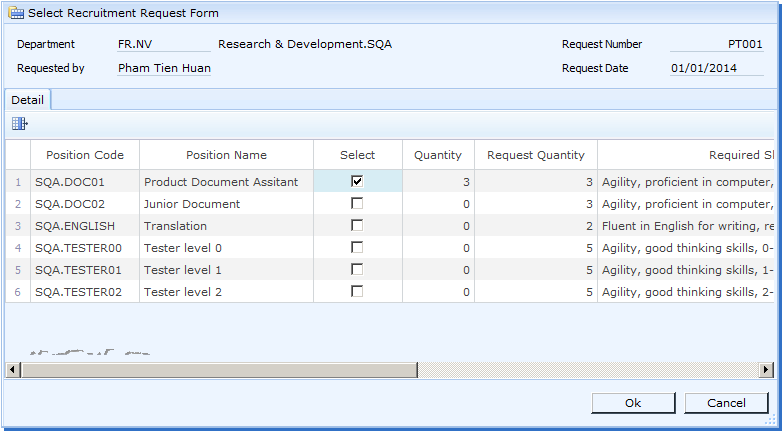 Select Recruitment Request Form
Department FR.NV Research & Development.SQA Request Number PT001
Requested by Pham Tien Huan Request Date 01/01/2014
Detail
Position Code Position Name Select Quantity Request Quantity Required Sk
1 SQA.DOC01 Product Document Assitant 3 3 Agility, proficient in computer,
2 SQA.DOC02 Junior Document 0 3 Agility, proficient in computer,
3 SQA.ENGLISH Translation 0 2 Fluent in English for writing, re
4 SQA.TESTER00 Tester level 0 0 5 Agility, good thinking skills, 0-
5 SQA.TESTER01 Tester level 1 0 5 Agility, good thinking skills, 1-
6 SQA.TESTER02 Tester level 2 0 5 Agility, good thinking skills, 2-
Ok Cancel